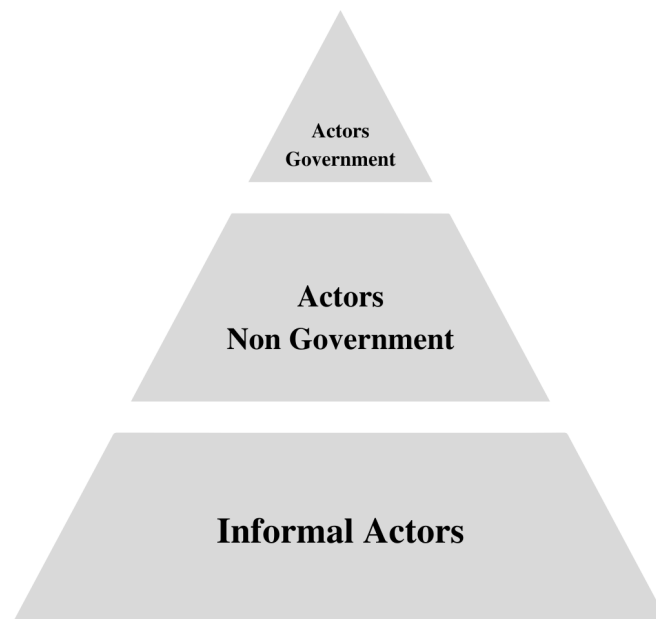 Actors
Government
Actors
Non Government
Informal Actors